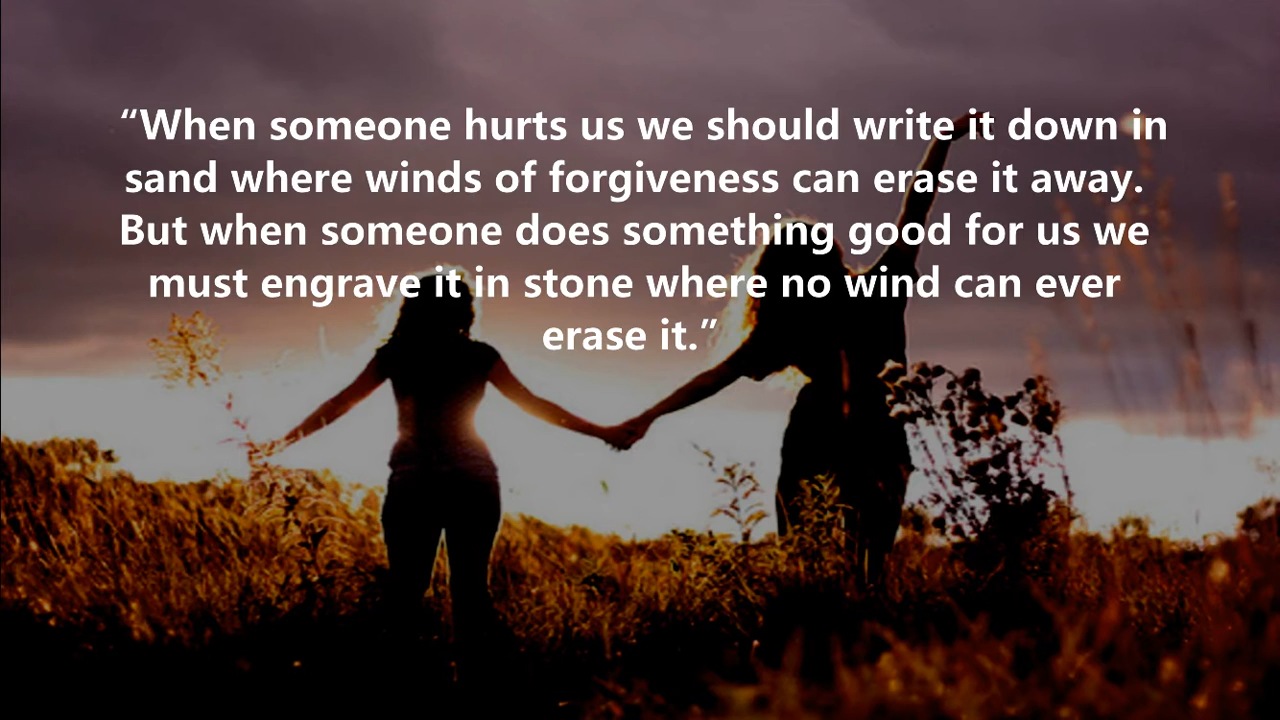 “When someone hurts us we should write it down in
sand where winds of forgiveness can erase it away.
But when someone does something good for us we
must engrave it in stone where no wind can ever
erase it.”